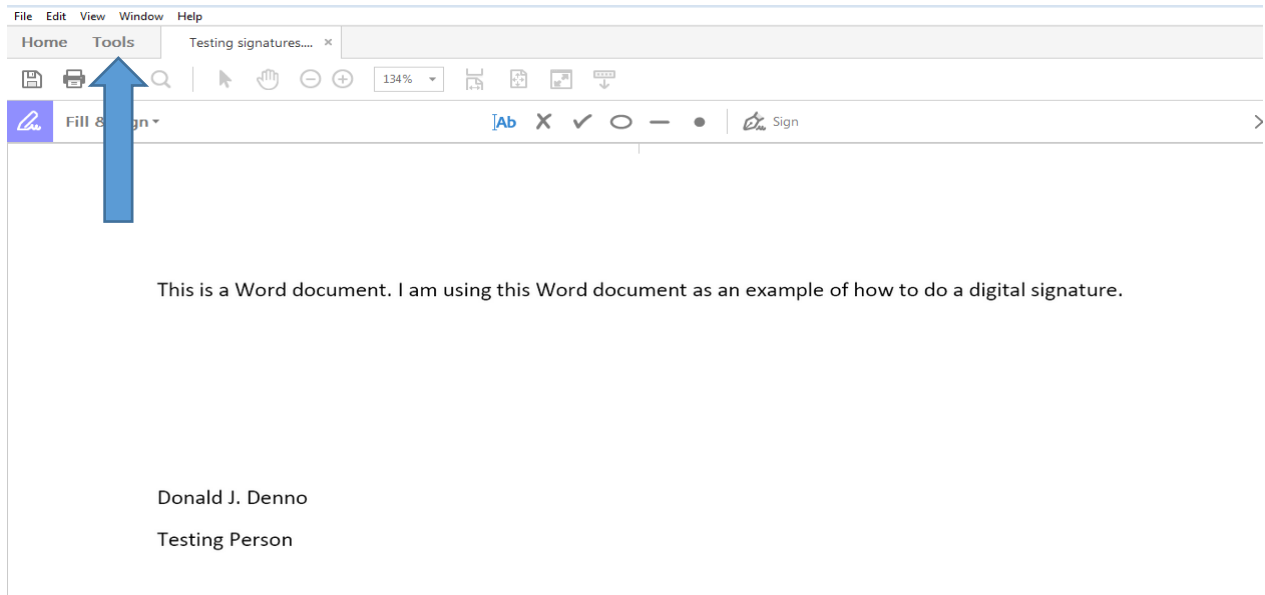 File Edit View Window Help
Home Tools Testing signatures.... ×
134%
Fill & gn Ab Sign
This is a Word document. I am using this Word document as an example of how to do a digital signature.
Donald J. Denno
Testing Person